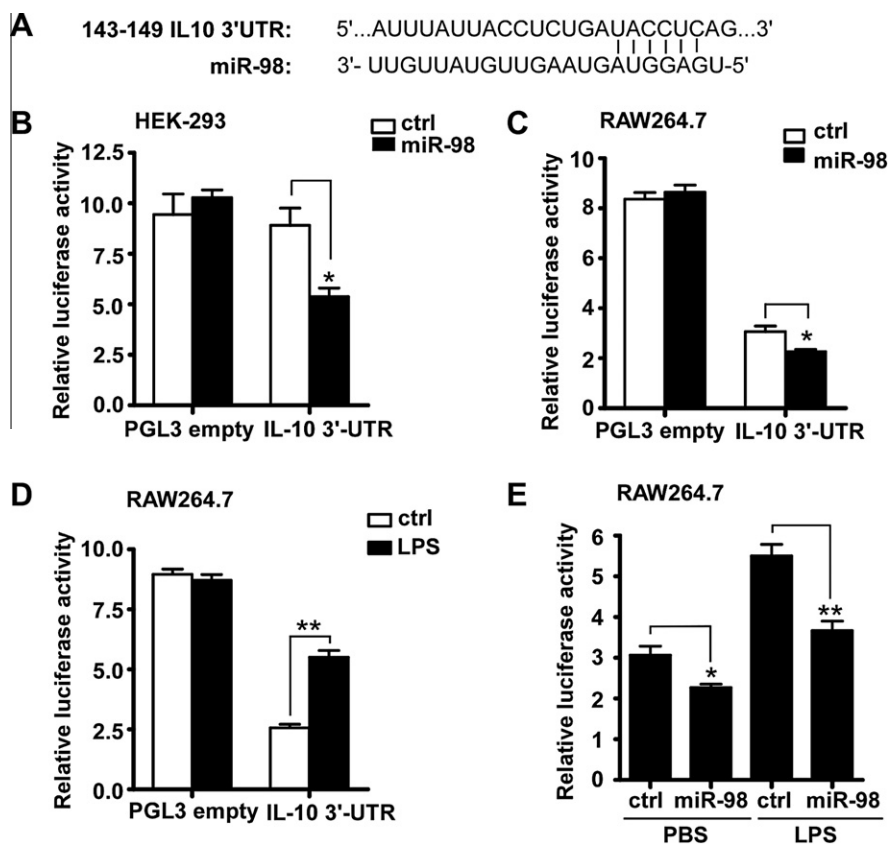 A
143-149 IL10 3'UTR: 5'...AUUUAUUACCUCUGAUACCUCAG...3'
miR-98: 3'- UUGUUAUGUUGAAUGAUGGAGU-5'
B
HEK-293
ctrl
miR-98
Relative luciferase activity
12.5
10.0
7.5
5.0
2.5
0.0
*
PGL3 empty IL-10 3'-UTR
C
RAW264.7
ctrl
miR-98
Relative luciferase activity
8
6
4
2
0
*
PGL3 empty IL-10 3'-UTR
D
RAW264.7
ctrl
LPS
Relative luciferase activity
10.0
7.5
5.0
2.5
0.0
**
PGL3 empty IL-10 3'-UTR
E
RAW264.7
Relative luciferase activity
6
5
4
3
2
1
0
*
**
ctrl miR-98 ctrl miR-98
PBS LPS